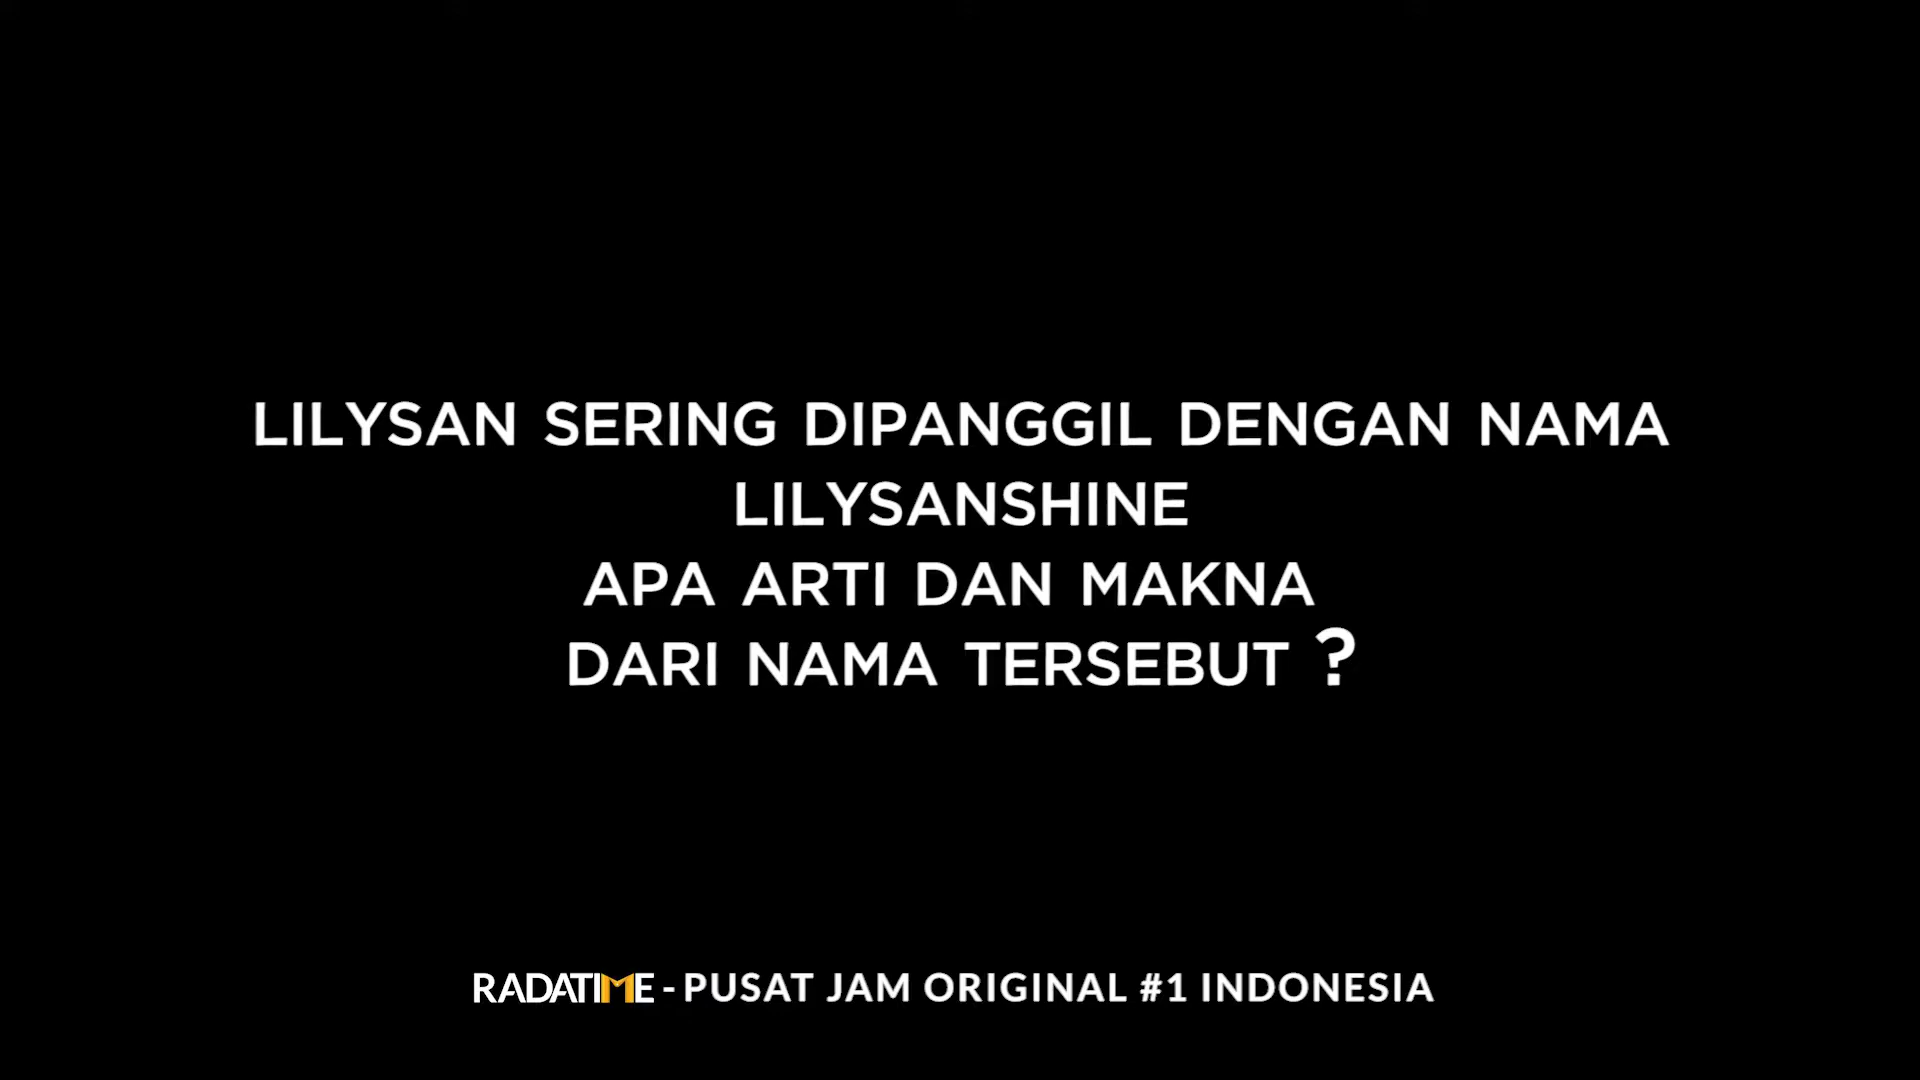 LILYSAN SERING DIPANGGIL DENGAN NAMA
LILYSANSHINE
APA ARTI DAN MAKNA
DARI NAMA TERSEBUT ?
RADATIME - PUSAT JAM ORIGINAL #1 INDONESIA